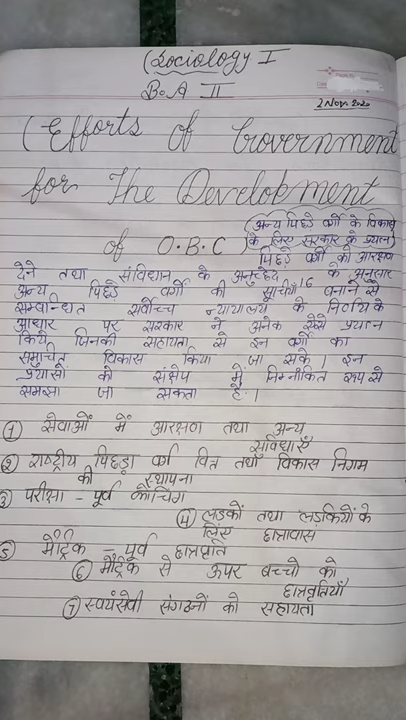 (Sociology I
B.A II
2 Nov. 2020
(Efforts of Government
for The Develobment
of O.B.C)
(अन्य पिछड़े वर्गों के विकास
के लिए सरकार के प्रयत्न)
पिछड़े वर्गों को आरक्षण
देने तथा संविधान के अनुच्छेद 16 के अनुसार
अन्य पिछड़े वर्गों की सूचियाँ बनाने से
सम्बन्धित सर्वोच्च न्यायालय के निर्णय के
आधार पर सरकार ने अनेक ऐसे प्रयत्न
किये जिनकी सहायता से इन वर्गों का
समुचित विकास किया जा सके। इन
प्रयासों को संक्षेप में निम्नांकित रूप से
समझा जा सकता है।
① सेवाओं में आरक्षण तथा अन्य
सुविधाएँ
② राष्ट्रीय पिछड़ा वर्ग वित्त तथा विकास निगम
की स्थापना
③ परीक्षा - पूर्व कोचिंग
④ लड़कों तथा लड़कियों के
लिए छात्रावास
⑤ मैट्रिक - पूर्व छात्रवृत्ति
⑥ मैट्रिक से ऊपर बच्चो को
छात्रवृत्तियाँ
⑦ स्वयंसेवी संगठनों को सहायता